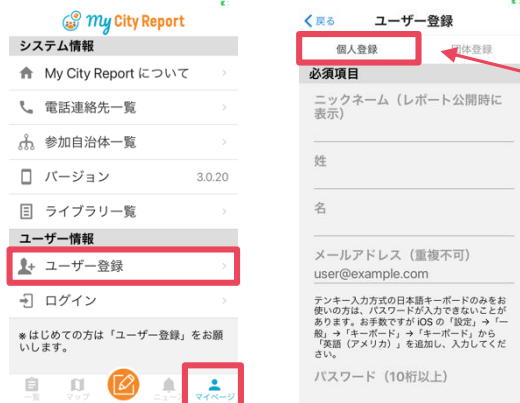 My City Report
システム情報
My City Report について
電話連絡先一覧
参加自治体一覧
バージョン 3.0.20
ライブラリ一覧
ユーザー情報
ユーザー登録
ログイン
※はじめての方は「ユーザー登録」をお願
いします。
一覧 マップ ニュース マイページ
戻る ユーザー登録
個人登録 団体登録
必須項目
ニックネーム（レポート公開時に
表示）
姓
名
メールアドレス（重複不可）
user@example.com
テンキー入力方式の日本語キーボードのみをお
使いの方は、パスワードが入力できないことが
あります。お手数ですが iOS の「設定」→「一
般」→「キーボード」→「キーボード」から
「英語（アメリカ）」を追加し、入力してくだ
さい。
パスワード（10桁以上）